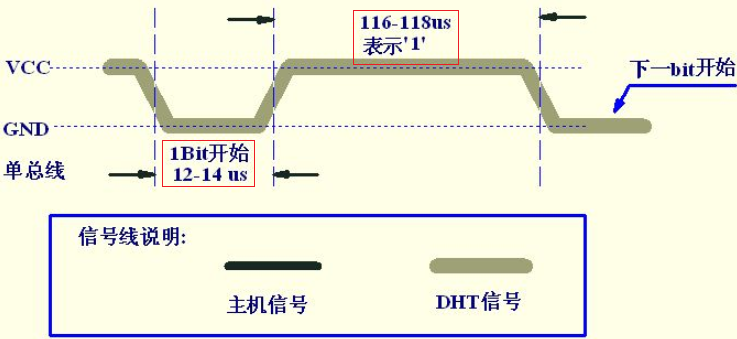 116-118us
表示'1'
VCC
下一bit开始
GND
1Bit开始
12-14 us
单总线
信号线说明:
主机信号
DHT信号